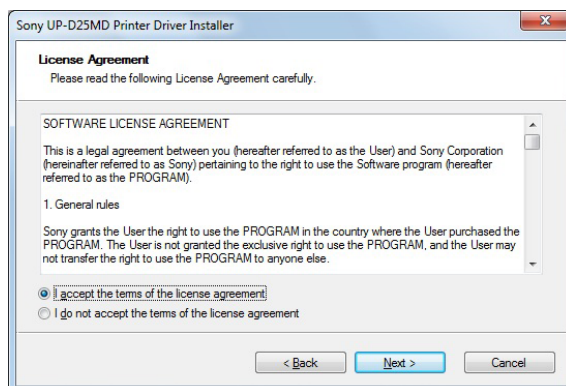 Sony UP-D25MD Printer Driver Installer
License Agreement
Please read the following License Agreement carefully.
SOFTWARE LICENSE AGREEMENT
This is a legal agreement between you (hereafter referred to as the User) and Sony Corporation
(hereinafter referred to as Sony) pertaining to the right to use the Software program (hereafter
referred to as the PROGRAM).
1. General rules
Sony grants the User the right to use the PROGRAM in the country where the User purchased the
PROGRAM. The User is not granted the exclusive right to use the PROGRAM, and the User may
not transfer the right to use the PROGRAM to anyone else.
I accept the terms of the license agreement
I do not accept the terms of the license agreement
< Back
Next >
Cancel